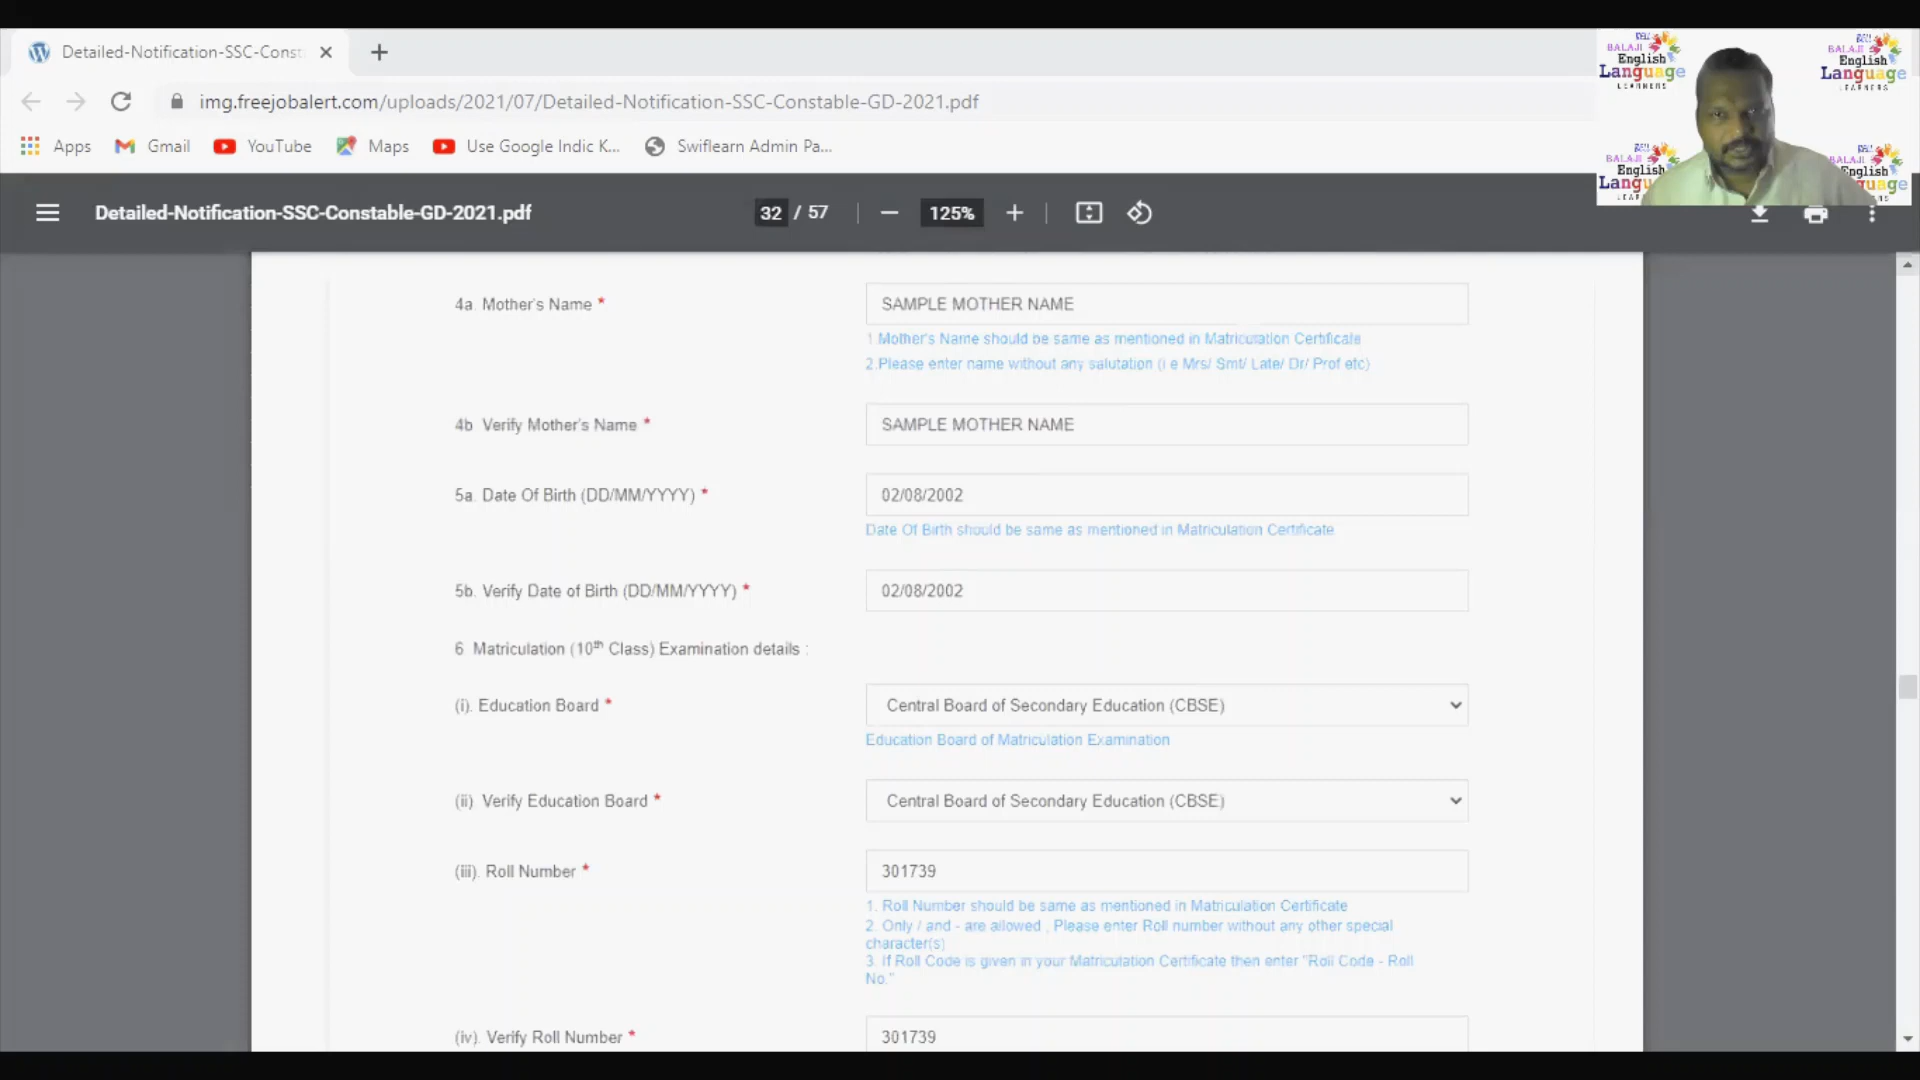 Detailed-Notification-SSC-Const
img.freejobalert.com/uploads/2021/07/Detailed-Notification-SSC-Constable-GD-2021.pdf
Apps Gmail YouTube Maps Use Google Indic K... Swiflearn Admin Pa...
BALAJI
English
Language
LEARNERS
BALAJI
English
Language
LEARNERS
BALAJI
English
BALAJI
English
Detailed-Notification-SSC-Constable-GD-2021.pdf 32 / 57 125%
4a. Mother's Name * SAMPLE MOTHER NAME
1.Mother's Name should be same as mentioned in Matriculation Certificate
2.Please enter name without any salutation (i e Mrs/ Smt/ Late/ Dr/ Prof etc)
4b Verify Mother's Name * SAMPLE MOTHER NAME
5a. Date Of Birth (DD/MM/YYYY) * 02/08/2002
Date Of Birth should be same as mentioned in Matriculation Certificate
5b. Verify Date of Birth (DD/MM/YYYY) * 02/08/2002
6 Matriculation (10th Class) Examination details :
(i). Education Board * Central Board of Secondary Education (CBSE)
Education Board of Matriculation Examination
(ii) Verify Education Board * Central Board of Secondary Education (CBSE)
(iii). Roll Number * 301739
1. Roll Number should be same as mentioned in Matriculation Certificate
2. Only / and - are allowed , Please enter Roll number without any other special
character(s)
3. If Roll Code is given in your Matriculation Certificate then enter "Roll Code - Roll
No."
(iv). Verify Roll Number * 301739